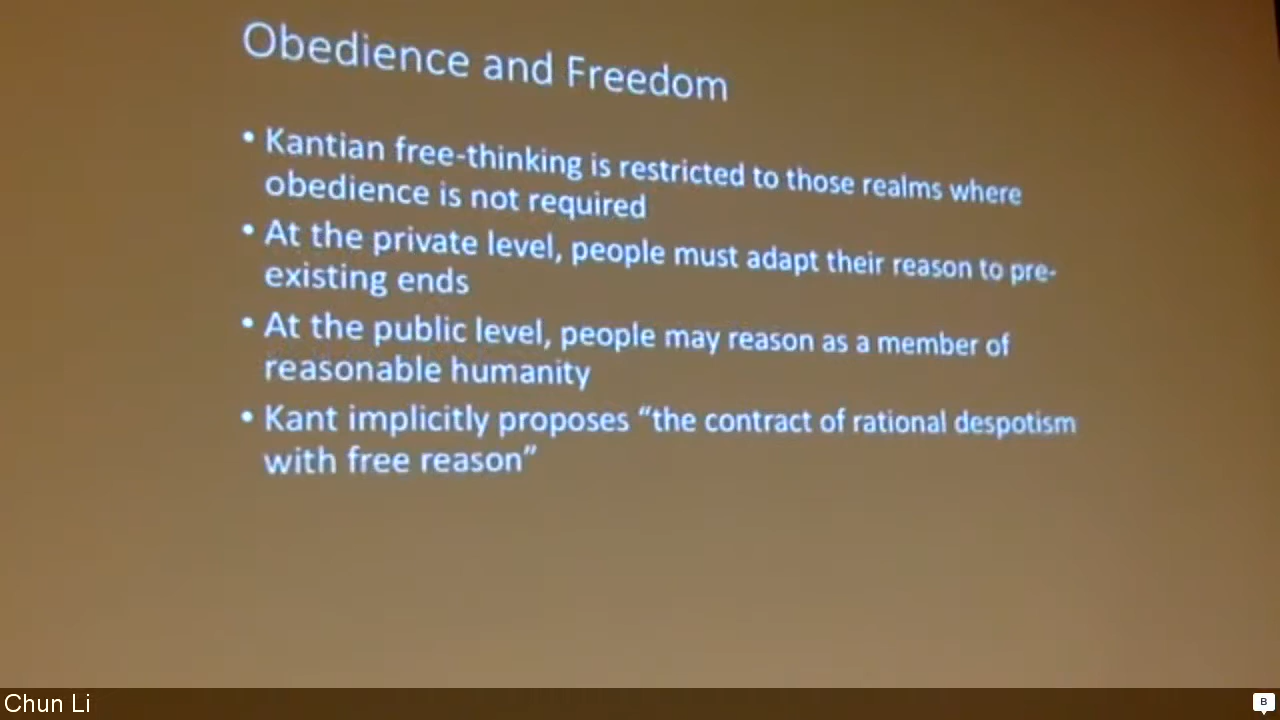 Obedience and Freedom
• Kantian free-thinking is restricted to those realms where
obedience is not required
• At the private level, people must adapt their reason to pre-
existing ends
• At the public level, people may reason as a member of
reasonable humanity
• Kant implicitly proposes “the contract of rational despotism
with free reason”
Chun Li
B